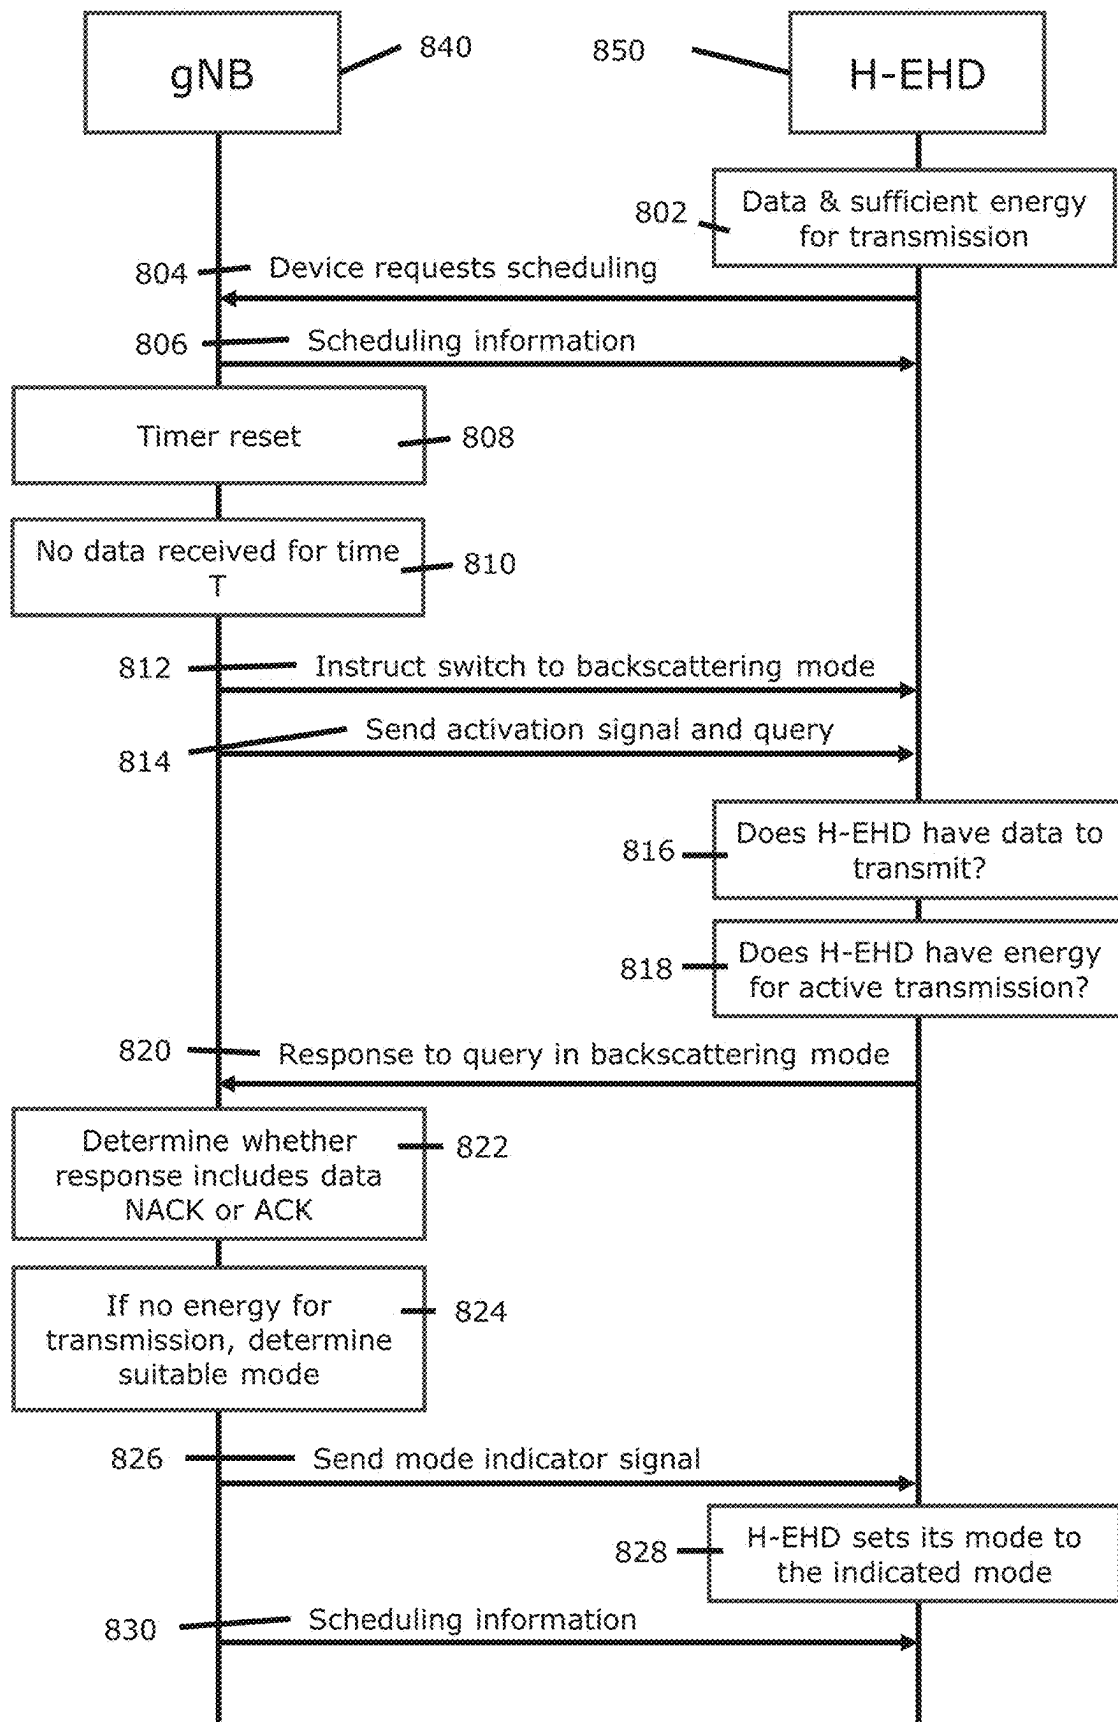 gNB
840
850
H-EHD
802
Data & sufficient energy
for transmission
804
Device requests scheduling
806
Scheduling information
Timer reset
808
No data received for time
T
810
812
Instruct switch to backscattering mode
Send activation signal and query
814
816
Does H-EHD have data to
transmit?
818
Does H-EHD have energy
for active transmission?
820
Response to query in backscattering mode
Determine whether
response includes data
NACK or ACK
822
If no energy for
transmission, determine
suitable mode
824
826
Send mode indicator signal
828
H-EHD sets its mode to
the indicated mode
830
Scheduling information